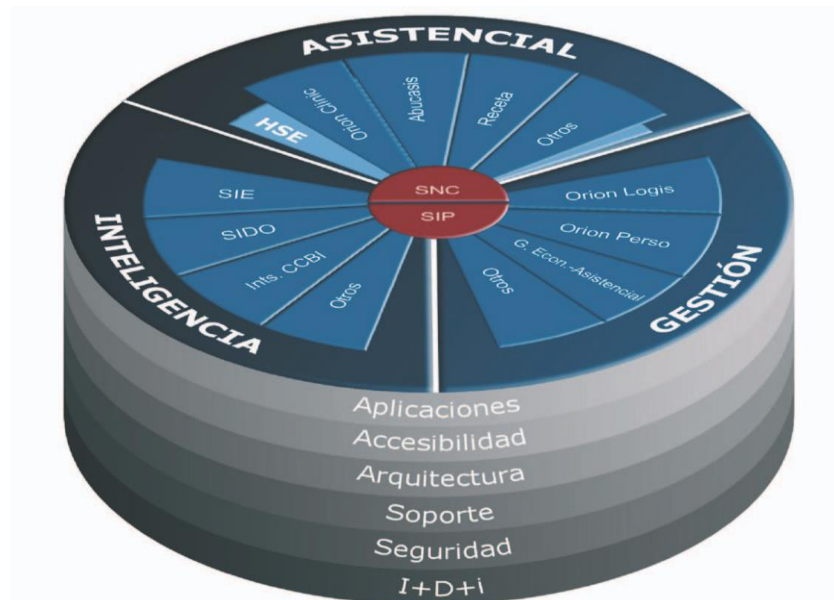 ASISTENCIAL
HSE
Orion Clinic
Abucasis
Receta
Otros
SNC
SIP
INTELIGENCIA
SIE
SIDO
Ints. CCBI
Otros
GESTIÓN
Orion Logis
Orion Perso
G. Econ.-Asistencial
Otros
Aplicaciones
Accesibilidad
Arquitectura
Soporte
Seguridad
I+D+i